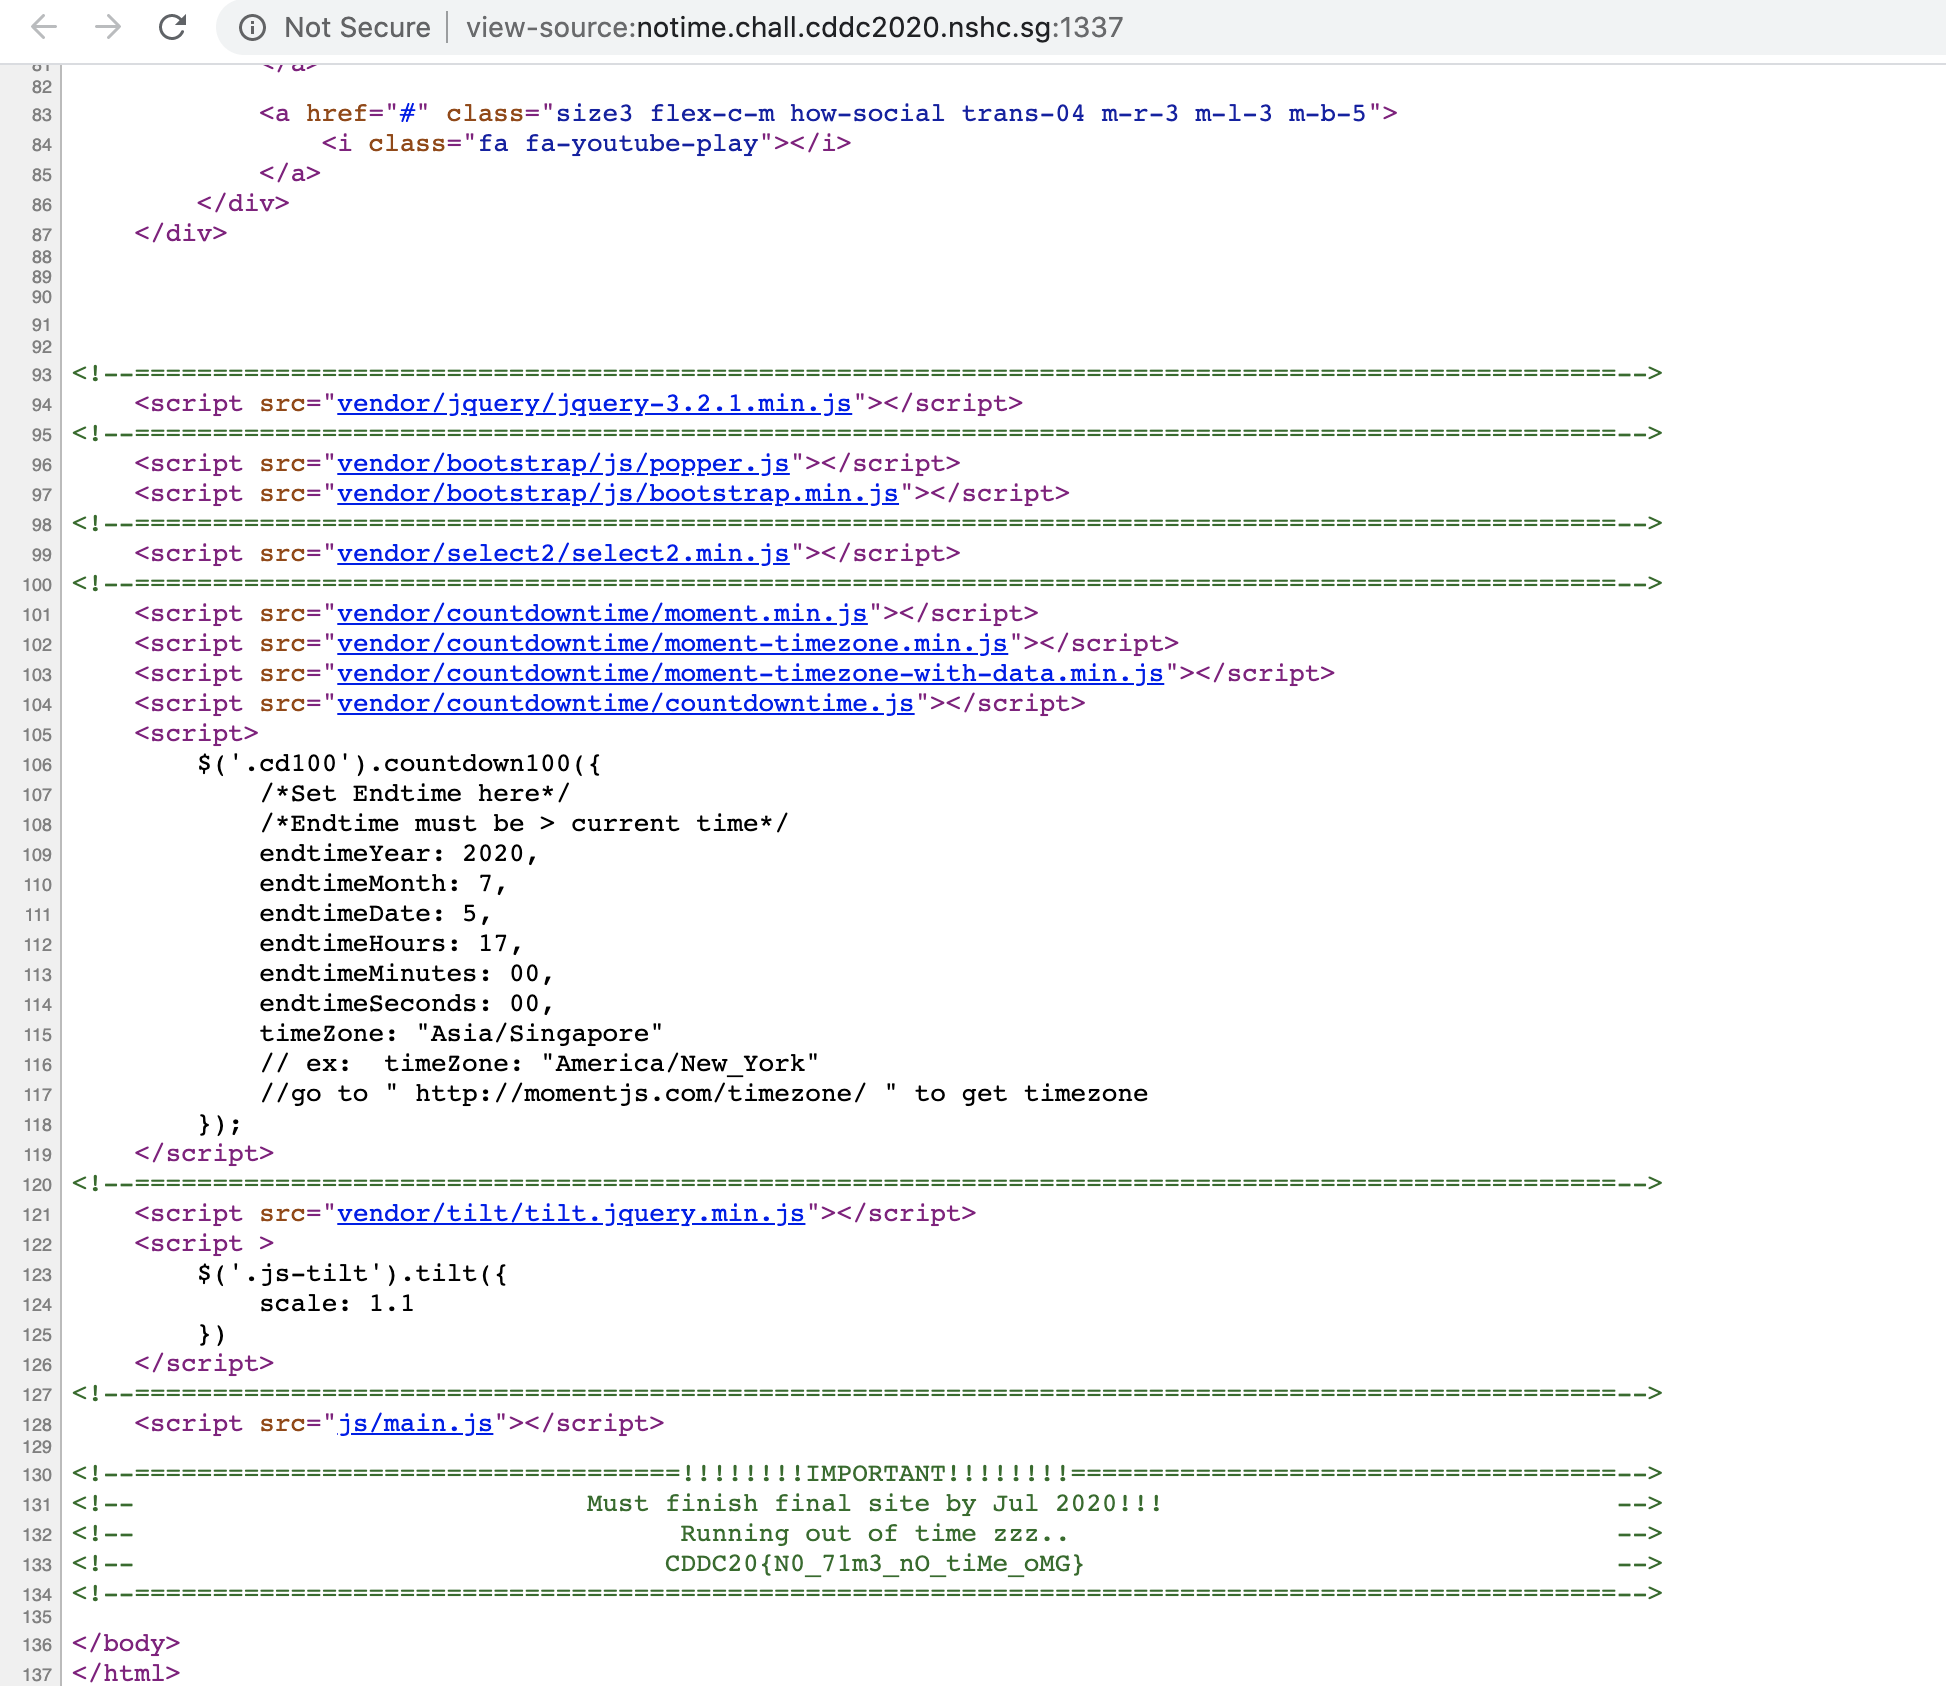 Not Secure | view-source:notime.chall.cddc2020.nshc.sg:1337
81 </a>
82
83 <a href="#" class="size3 flex-c-m how-social trans-04 m-r-3 m-l-3 m-b-5">
84 <i class="fa fa-youtube-play"></i>
85 </a>
86 </div>
87 </div>
88
89
90
91
92
93 <!--===============================================================================================-->
94 <script src="vendor/jquery/jquery-3.2.1.min.js"></script>
95 <!--===============================================================================================-->
96 <script src="vendor/bootstrap/js/popper.js"></script>
97 <script src="vendor/bootstrap/js/bootstrap.min.js"></script>
98 <!--===============================================================================================-->
99 <script src="vendor/select2/select2.min.js"></script>
100 <!--===============================================================================================-->
101 <script src="vendor/countdowntime/moment.min.js"></script>
102 <script src="vendor/countdowntime/moment-timezone.min.js"></script>
103 <script src="vendor/countdowntime/moment-timezone-with-data.min.js"></script>
104 <script src="vendor/countdowntime/countdowntime.js"></script>
105 <script>
106 $('.cd100').countdown100({
107 /*Set Endtime here*/
108 /*Endtime must be > current time*/
109 endtimeYear: 2020,
110 endtimeMonth: 7,
111 endtimeDate: 5,
112 endtimeHours: 17,
113 endtimeMinutes: 00,
114 endtimeSeconds: 00,
115 timeZone: "Asia/Singapore"
116 // ex:  timeZone: "America/New_York"
117 //go to " http://momentjs.com/timezone/ " to get timezone
118 });
119 </script>
120 <!--===============================================================================================-->
121 <script src="vendor/tilt/tilt.jquery.min.js"></script>
122 <script >
123 $('.js-tilt').tilt({
124 scale: 1.1
125 })
126 </script>
127 <!--===============================================================================================-->
128 <script src="js/main.js"></script>
129
130 <!--===================================!!!!!!!!IMPORTANT!!!!!!!!===================================-->
131 <!-- Must finish final site by Jul 2020!!! -->
132 <!-- Running out of time zzz.. -->
133 <!-- CDDC20{N0_71m3_nO_tiMe_oMG} -->
134 <!--===============================================================================================-->
135
136 </body>
137 </html>